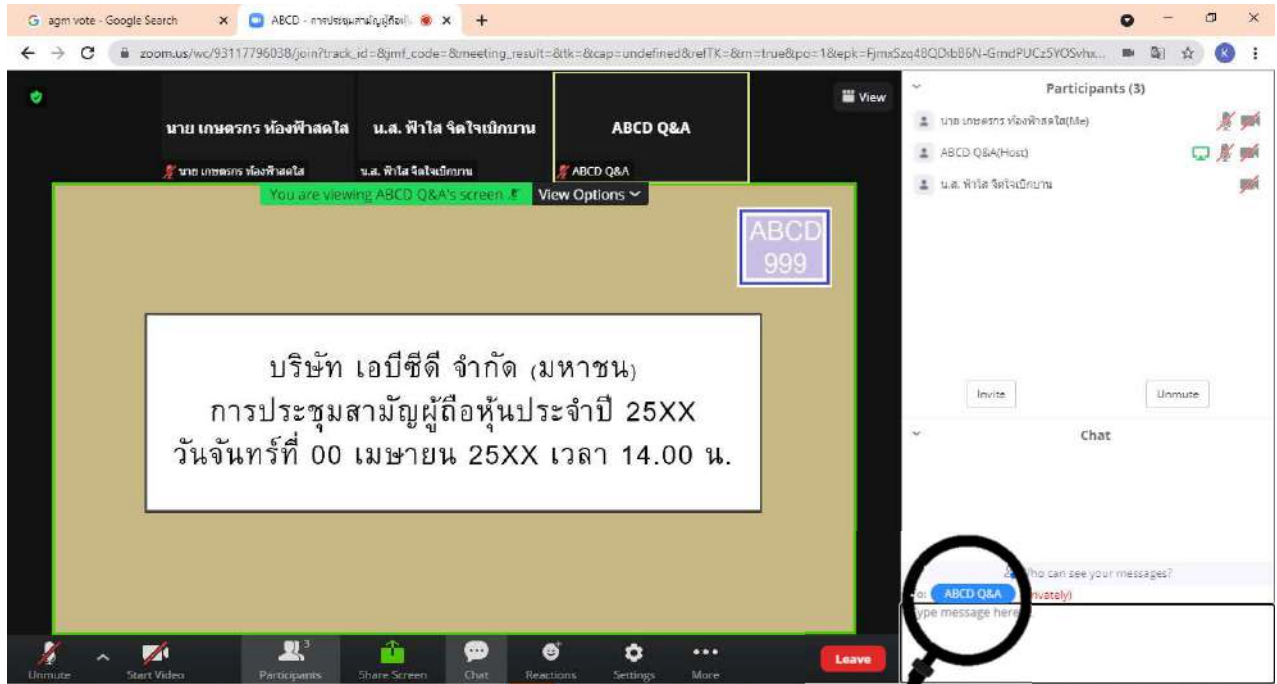 agm vote - Google Search
ABCD - การประชุมสามัญผู้ถือหุ้
zoom.us/wc/93117796038/join?track_id=&jmf_code=&meeting_result=&tk=&cap=undefined&refTK=&rn=true&po=1&epk=
K
View
นาย เกษตรกร ท้องฟ้าสดใส
น.ส. ฟ้าใส จิตใจเบิกบาน
ABCD Q&A
นาย เกษตรกร ท้องฟ้าสดใส
น.ส. ฟ้าใส จิตใจเบิกบาน
ABCD Q&A
You are viewing ABCD Q&A's screen
View Options
ABCD
999
บริษัท เอบีซีดี จำกัด (มหาชน)
การประชุมสามัญผู้ถือหุ้นประจำปี 25XX
วันจันทร์ที่ 00 เมษายน 25XX เวลา 14.00 น.
Participants (3)
นาย เกษตรกร ท้องฟ้าสดใส(Me)
ABCD Q&A(Host)
น.ส. ฟ้าใส จิตใจเบิกบาน
Invite
Unmute
Chat
Who can see your messages?
ABCD Q&A
Type message here
Unmute
Start Video
3
Participants
Share Screen
Chat
Reactions
Settings
More
Leave